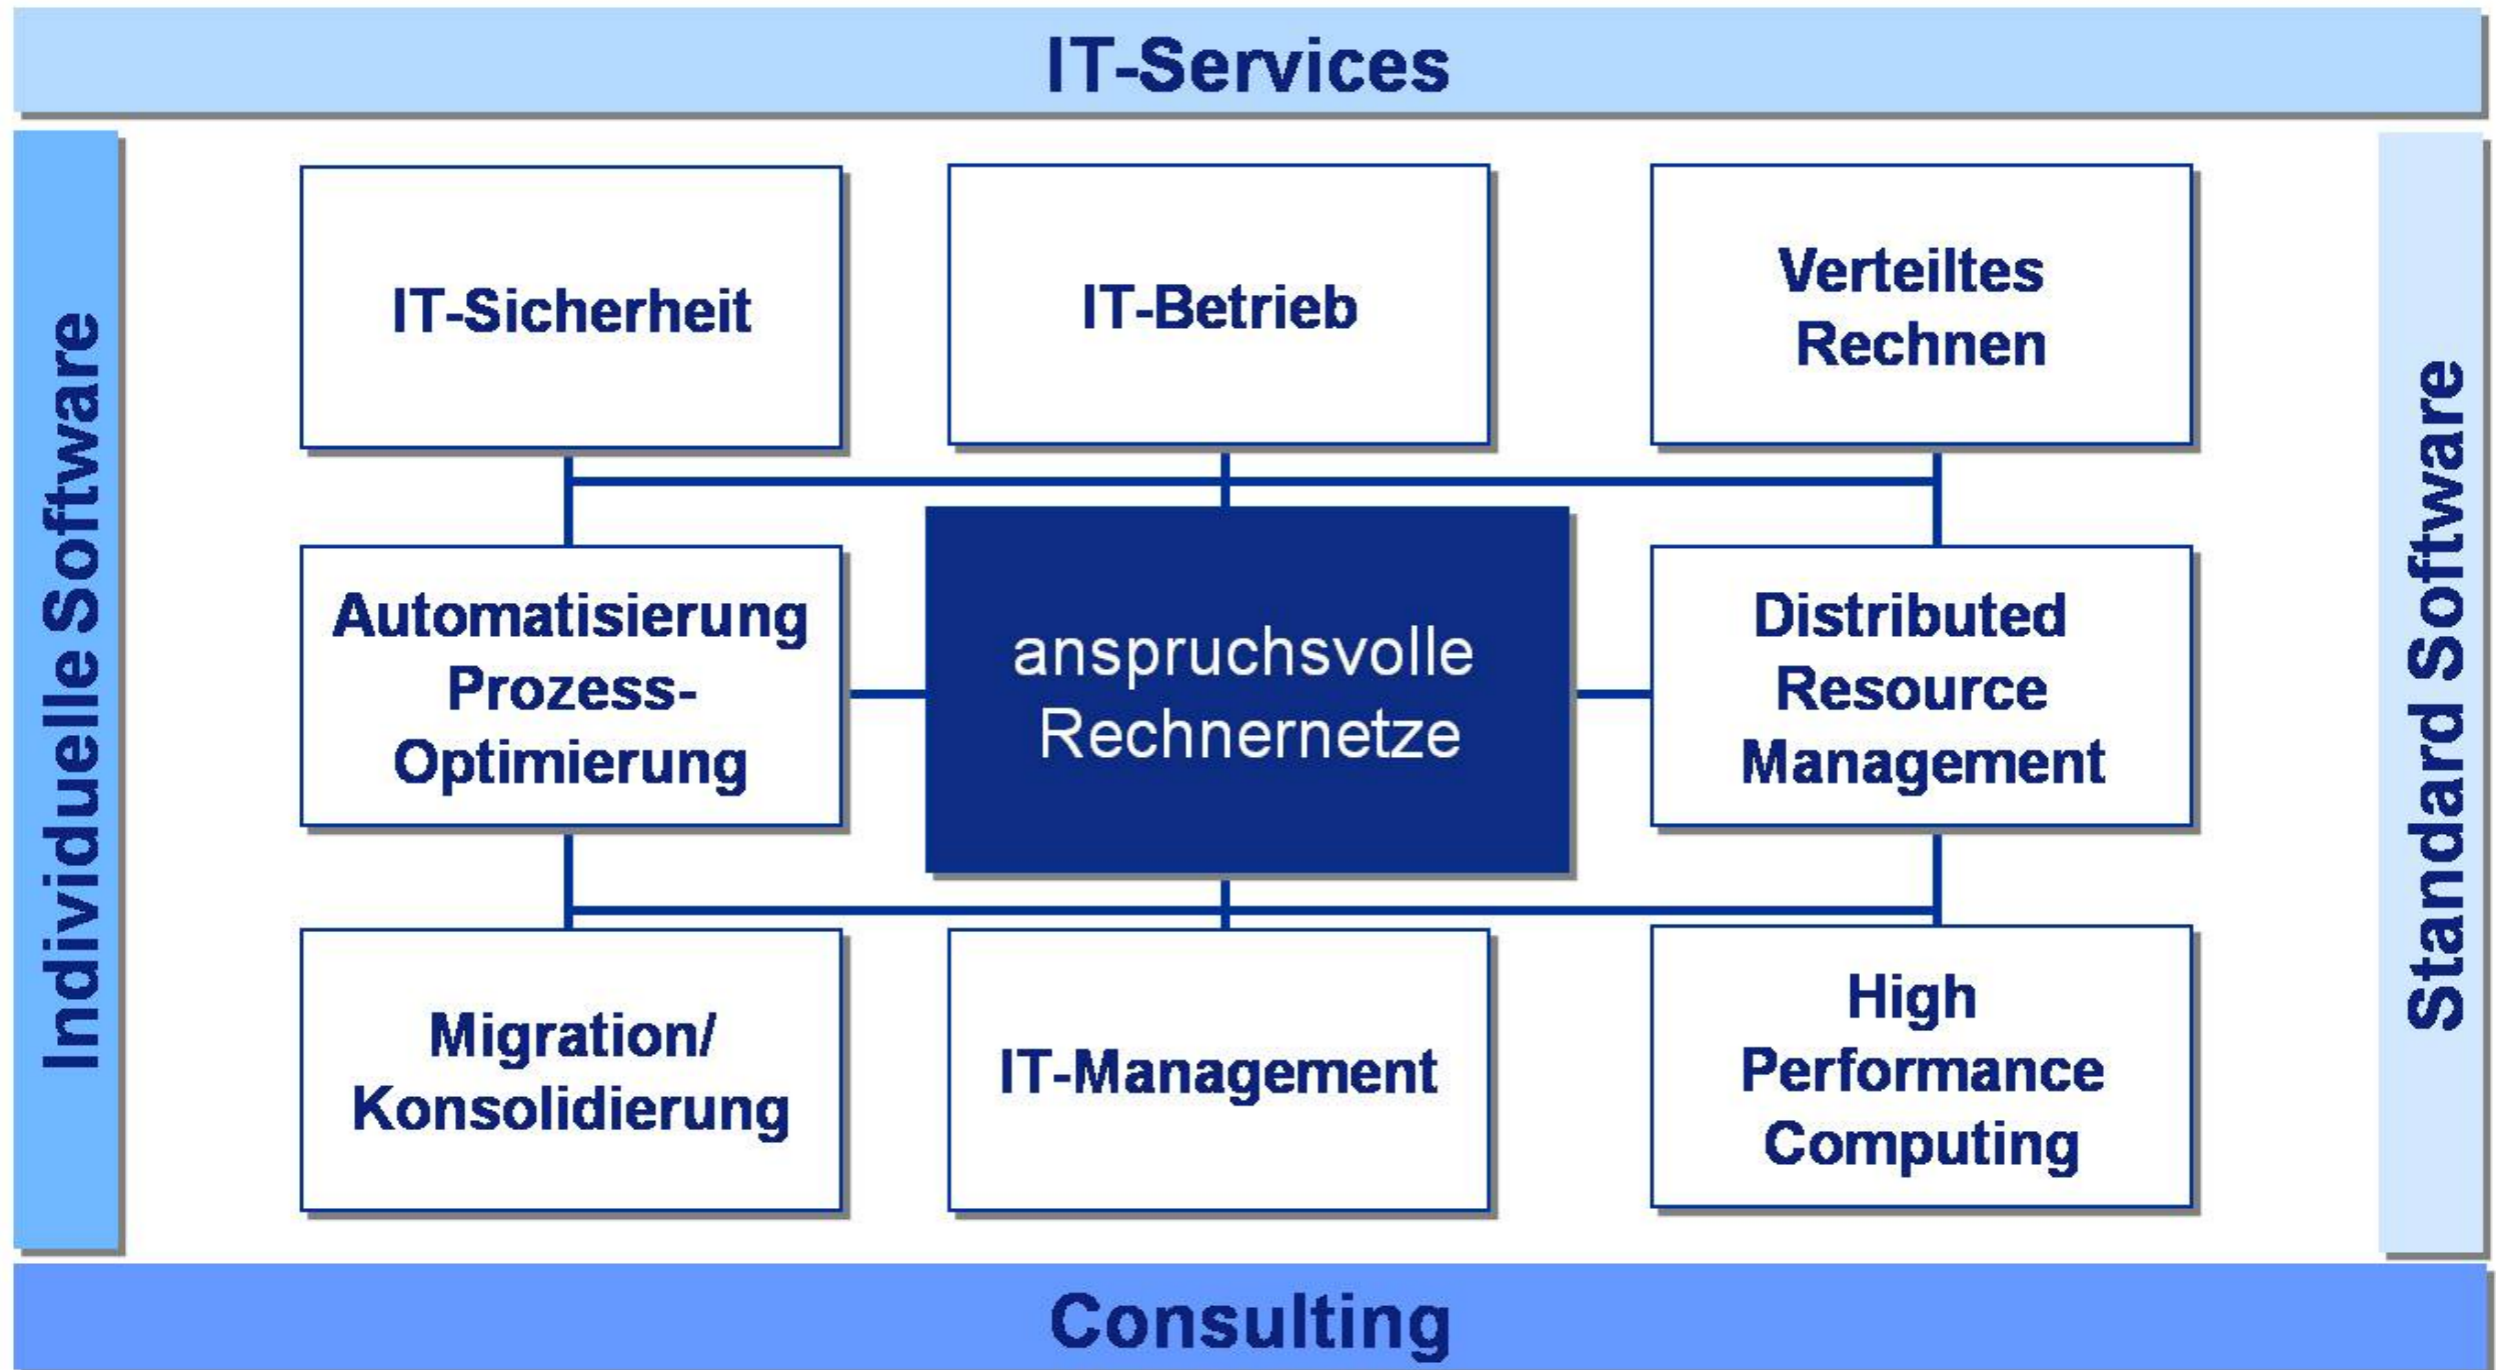 IT-Services
Individuelle Software
IT-Sicherheit
IT-Betrieb
Verteiltes
Rechnen
Automatisierung
Prozess-
Optimierung
anspruchsvolle
Rechnernetze
Distributed
Resource
Management
Migration/
Konsolidierung
IT-Management
High
Performance
Computing
Standard Software
Consulting